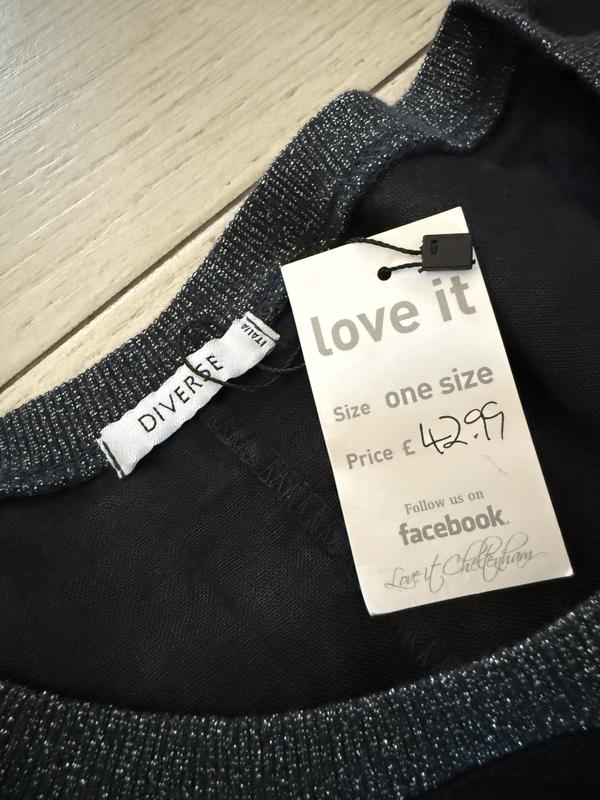 DIVERSE
ITALIA
love it
Size one size
Price £ 42.99
Follow us on
facebook.
Love it Cheltenham